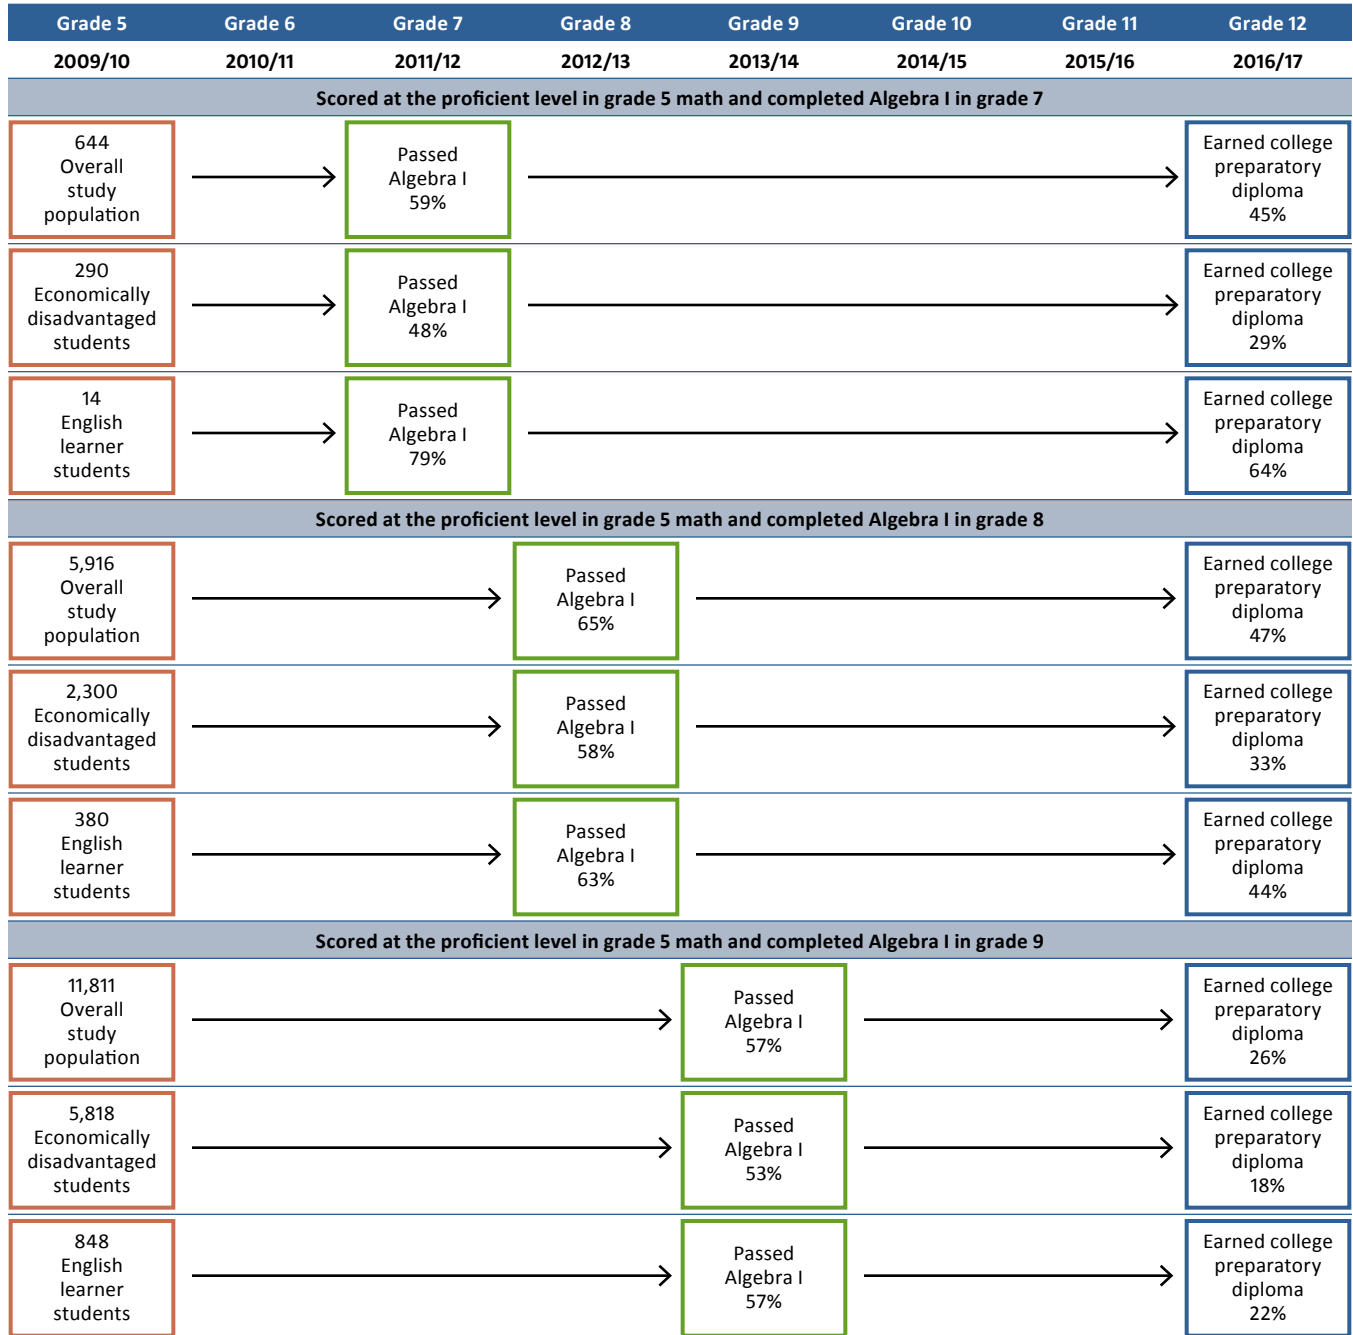 Grade 5 Grade 6 Grade 7 Grade 8 Grade 9 Grade 10 Grade 11 Grade 12
2009/10 2010/11 2011/12 2012/13 2013/14 2014/15 2015/16 2016/17
Scored at the proficient level in grade 5 math and completed Algebra I in grade 7
644
Overall
study
population
Passed
Algebra I
59%
Earned college
preparatory
diploma
45%
290
Economically
disadvantaged
students
Passed
Algebra I
48%
Earned college
preparatory
diploma
29%
14
English
learner
students
Passed
Algebra I
79%
Earned college
preparatory
diploma
64%
Scored at the proficient level in grade 5 math and completed Algebra I in grade 8
5,916
Overall
study
population
Passed
Algebra I
65%
Earned college
preparatory
diploma
47%
2,300
Economically
disadvantaged
students
Passed
Algebra I
58%
Earned college
preparatory
diploma
33%
380
English
learner
students
Passed
Algebra I
63%
Earned college
preparatory
diploma
44%
Scored at the proficient level in grade 5 math and completed Algebra I in grade 9
11,811
Overall
study
population
Passed
Algebra I
57%
Earned college
preparatory
diploma
26%
5,818
Economically
disadvantaged
students
Passed
Algebra I
53%
Earned college
preparatory
diploma
18%
848
English
learner
students
Passed
Algebra I
57%
Earned college
preparatory
diploma
22%